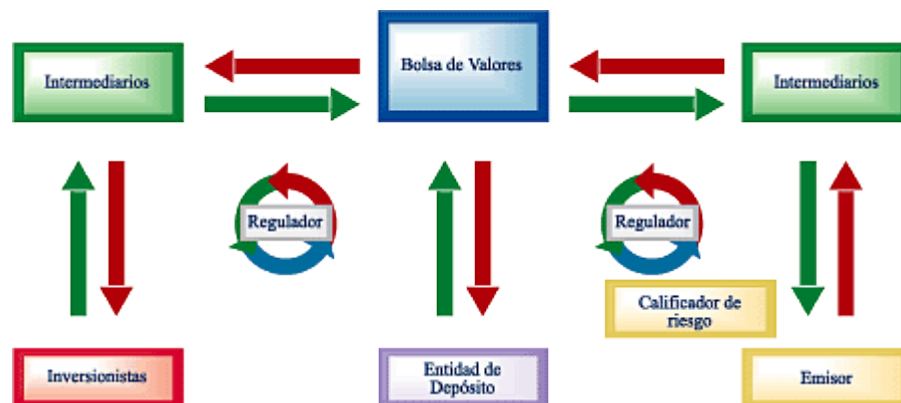 Intermediarios
Bolsa de Valores
Intermediarios
Regulador
Regulador
Calificador de
riesgo
Inversionistas
Entidad de
Depósito
Emisor